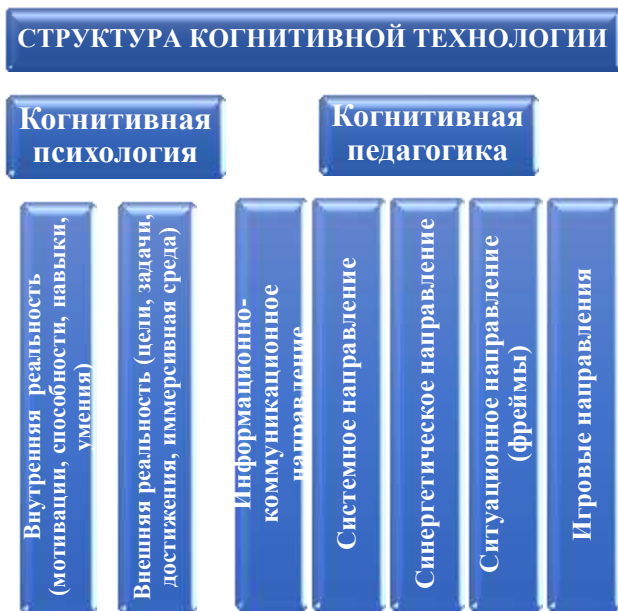 СТРУКТУРА КОГНИТИВНОЙ ТЕХНОЛОГИИ
Когнитивная
психология
Когнитивная
педагогика
Внутренняя реальность
(мотивации, способности, навыки,
умения)
Внешняя реальность (цели, задачи,
достижения, иммерсивная среда)
Информационно-
коммуникационное
направление
Системное направление
Синергетическое направление
Ситуационное направление
(фреймы)
Игровые направления